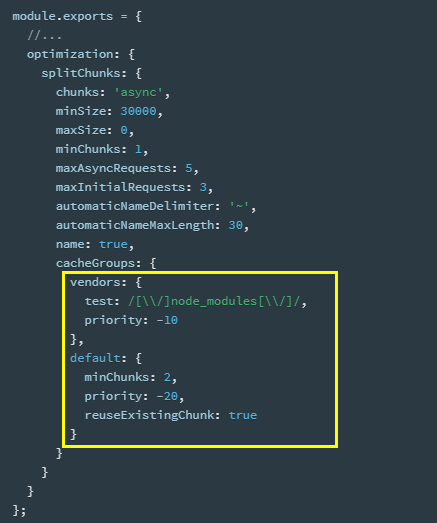 module.exports = {
  //...
  optimization: {
    splitChunks: {
      chunks: 'async',
      minSize: 30000,
      maxSize: 0,
      minChunks: 1,
      maxAsyncRequests: 5,
      maxInitialRequests: 3,
      automaticNameDelimiter: '~',
      automaticNameMaxLength: 30,
      name: true,
      cacheGroups: {
        vendors: {
          test: /[\\/]node_modules[\\/]/,
          priority: -10
        },
        default: {
          minChunks: 2,
          priority: -20,
          reuseExistingChunk: true
        }
      }
    }
  }
};